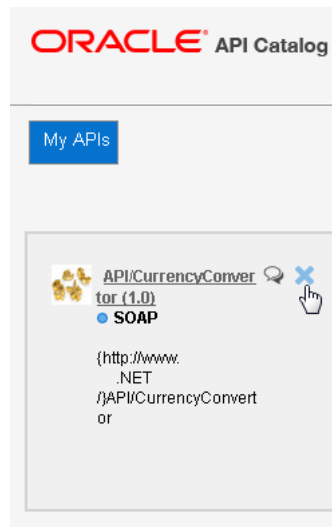 ORACLE® API Catalog
My APIs
API/CurrencyConver
tor (1.0)
SOAP
{http://www.
.NET
/}API/CurrencyConvert
or